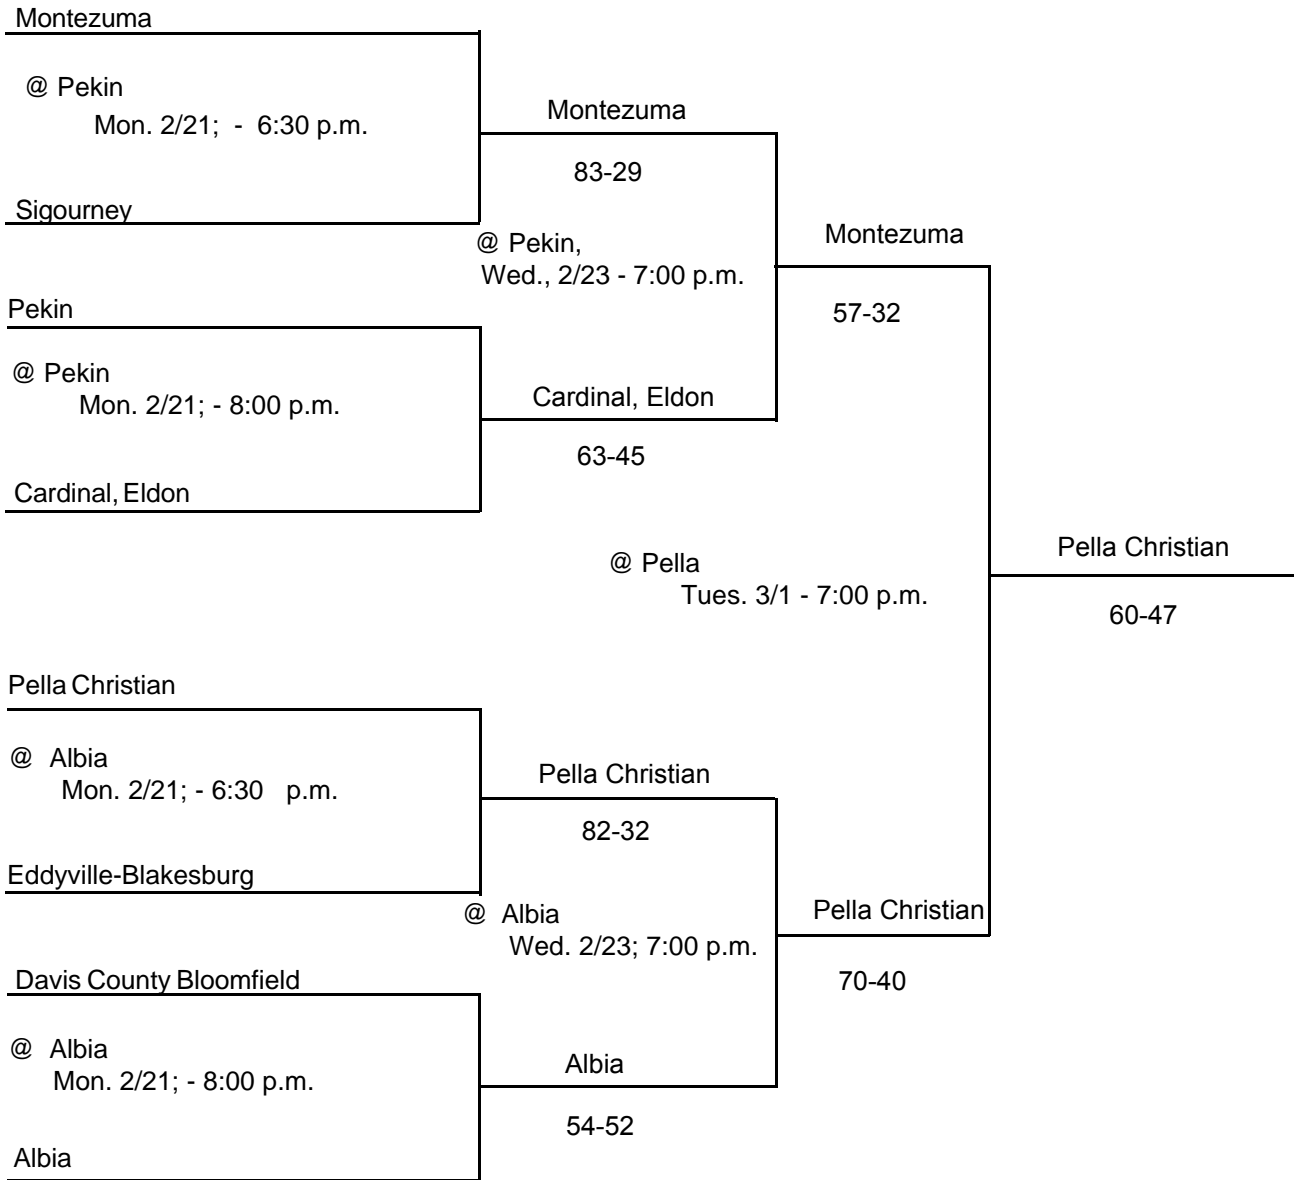 Montezuma
@ Pekin
Mon. 2/21; - 6:30 p.m.
Sigourney
Montezuma
83-29
@ Pekin,
Wed., 2/23 - 7:00 p.m.
Montezuma
57-32
Pekin
@ Pekin
Mon. 2/21; - 8:00 p.m.
Cardinal, Eldon
Cardinal, Eldon
63-45
@ Pella
Tues. 3/1 - 7:00 p.m.
Pella Christian
60-47
Pella Christian
@ Albia
Mon. 2/21; - 6:30 p.m.
Eddyville-Blakesburg
Pella Christian
82-32
@ Albia
Wed. 2/23; 7:00 p.m.
Pella Christian
70-40
Davis County Bloomfield
@ Albia
Mon. 2/21; - 8:00 p.m.
Albia
Albia
54-52